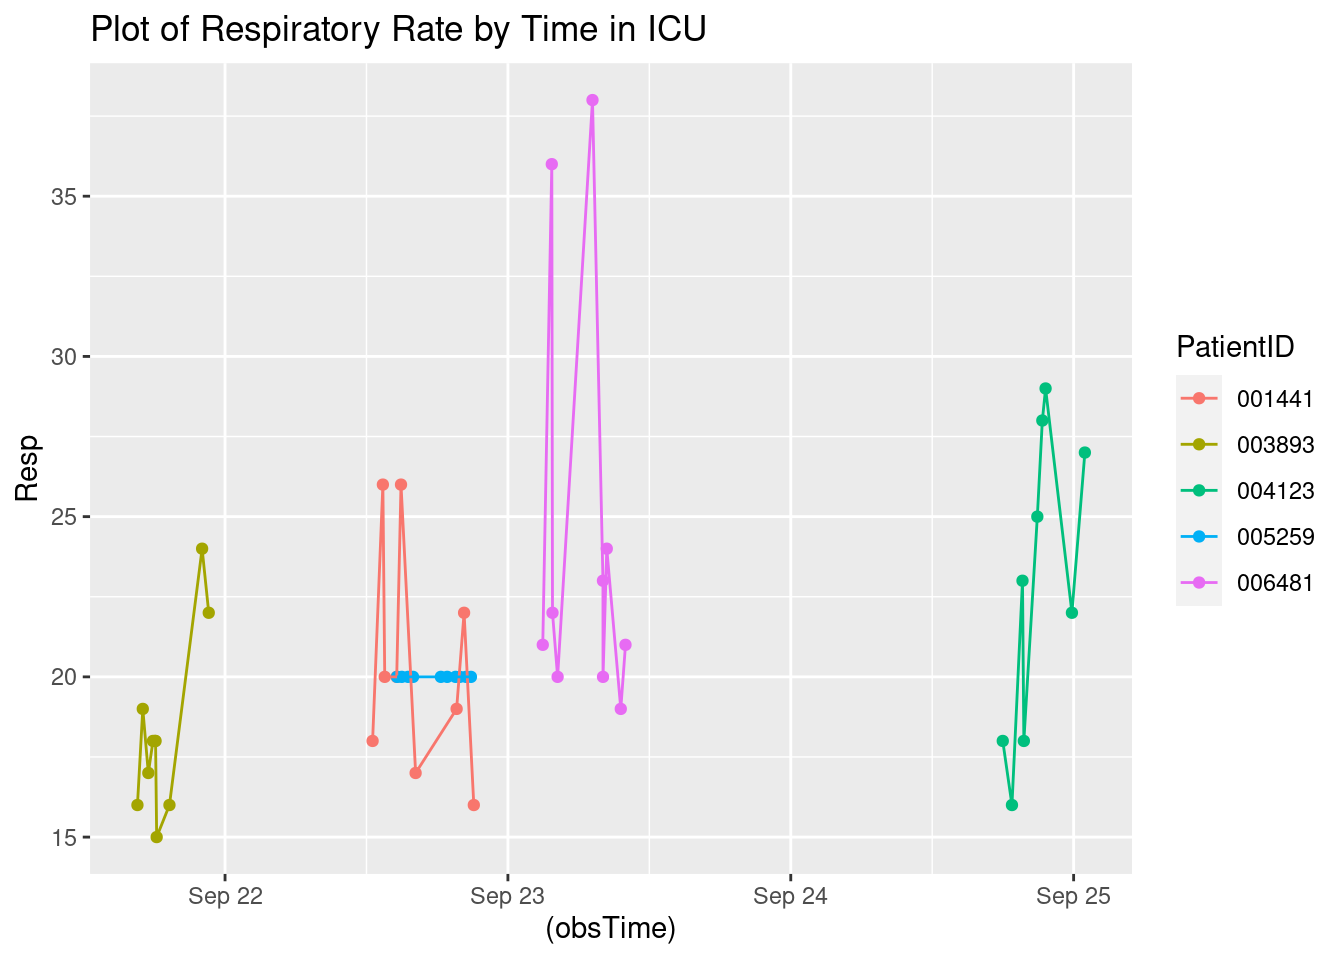 Plot of Respiratory Rate by Time in ICU
35
30
25
20
15
Resp
Sep 22
Sep 23
Sep 24
Sep 25
(obsTime)
PatientID
001441
003893
004123
005259
006481